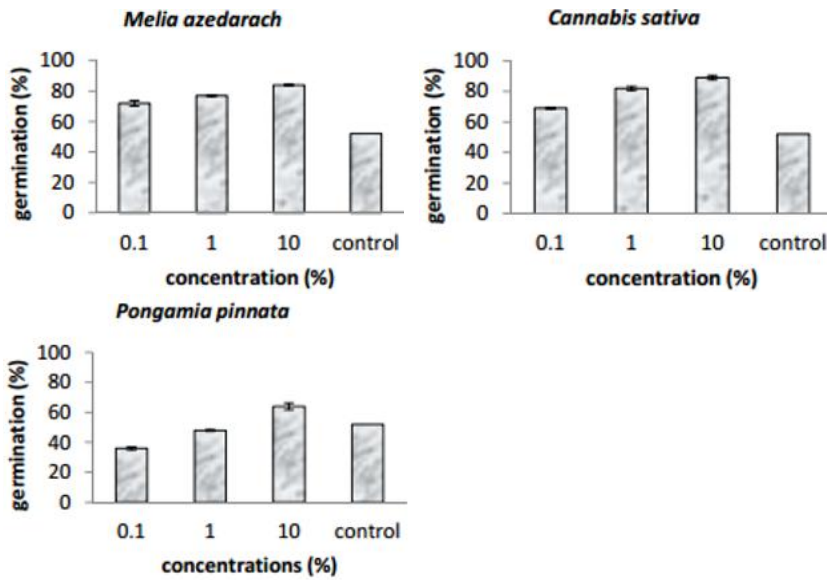 Melia azedarach
germination (%)
100
80
60
40
20
0
0.1 1 10 control
concentration (%)
Cannabis sativa
germination (%)
100
80
60
40
20
0
0.1 1 10 control
concentration (%)
Pongamia pinnata
germination (%)
100
80
60
40
20
0
0.1 1 10 control
concentrations (%)